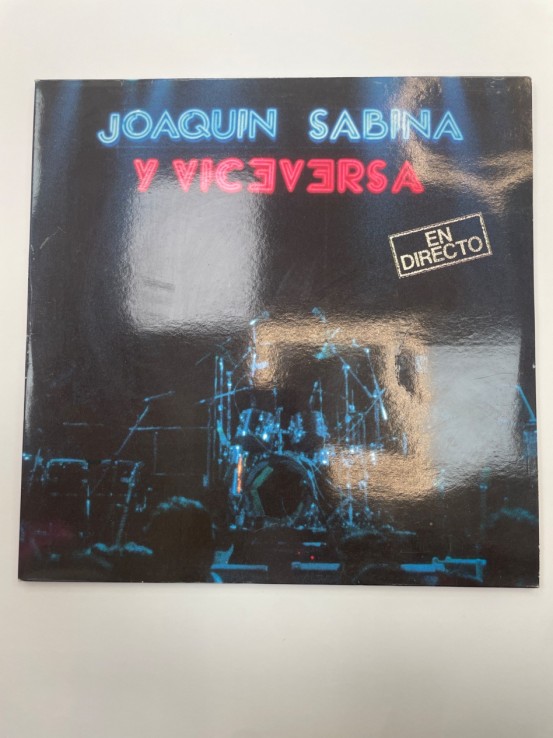 JOAQUIN SABINA
Y VICEVERSA
EN
DIRECTO